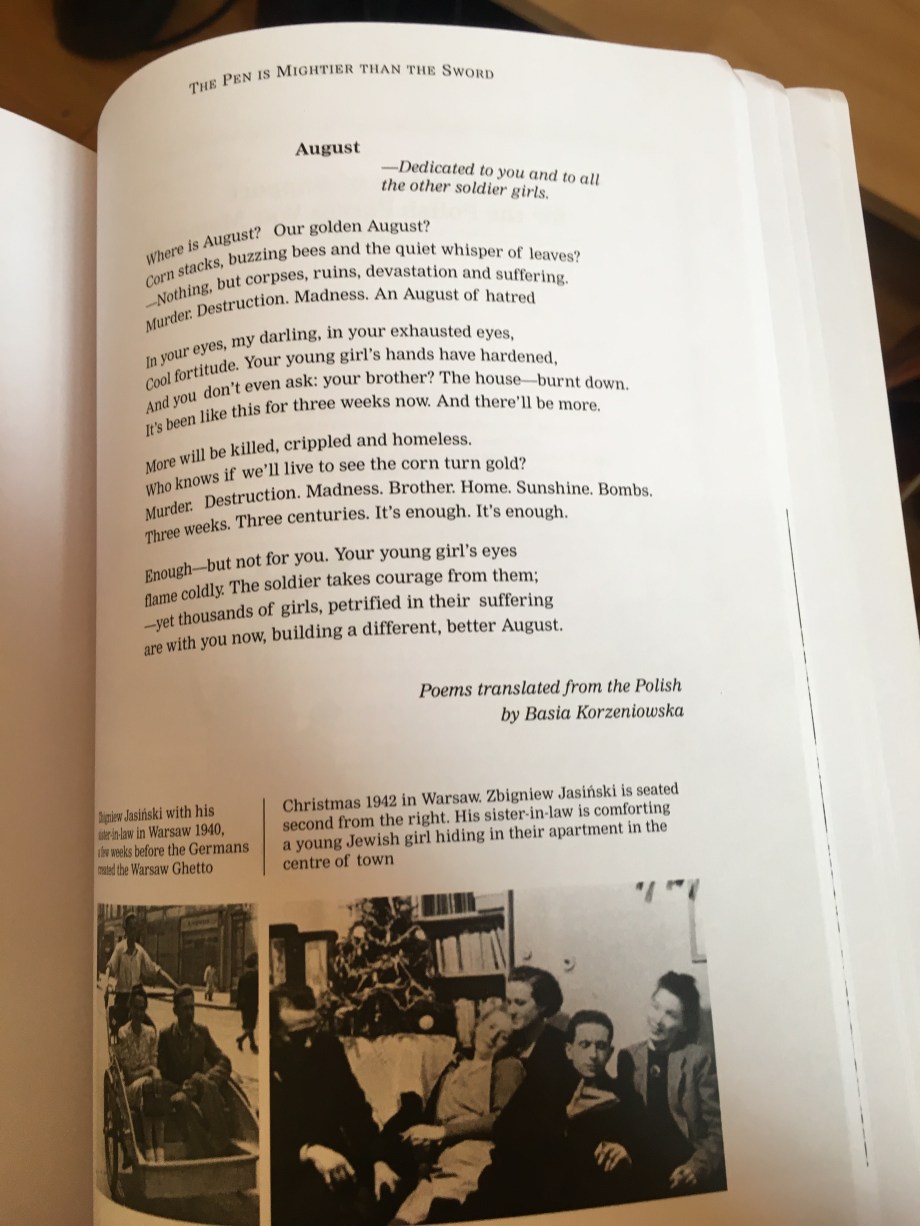 THE PEN IS MIGHTIER THAN THE SWORD
August
—Dedicated to you and to all
the other soldier girls.
Where is August? Our golden August?
Corn stacks, buzzing bees and the quiet whisper of leaves?
—Nothing, but corpses, ruins, devastation and suffering.
Murder. Destruction. Madness. An August of hatred
In your eyes, my darling, in your exhausted eyes,
Cool fortitude. Your young girl's hands have hardened,
And you don't even ask: your brother? The house—burnt down.
It's been like this for three weeks now. And there'll be more.
More will be killed, crippled and homeless.
Who knows if we'll live to see the corn turn gold?
Murder. Destruction. Madness. Brother. Home. Sunshine. Bombs.
Three weeks. Three centuries. It's enough. It's enough.
Enough—but not for you. Your young girl's eyes
flame coldly. The soldier takes courage from them;
—yet thousands of girls, petrified in their suffering
are with you now, building a different, better August.
Poems translated from the Polish
by Basia Korzeniowska
Zbigniew Jasiński with his
sister-in-law in Warsaw 1940,
a few weeks before the Germans
created the Warsaw Ghetto
Christmas 1942 in Warsaw. Zbigniew Jasiński is seated
second from the right. His sister-in-law is comforting
a young Jewish girl hiding in their apartment in the
centre of town